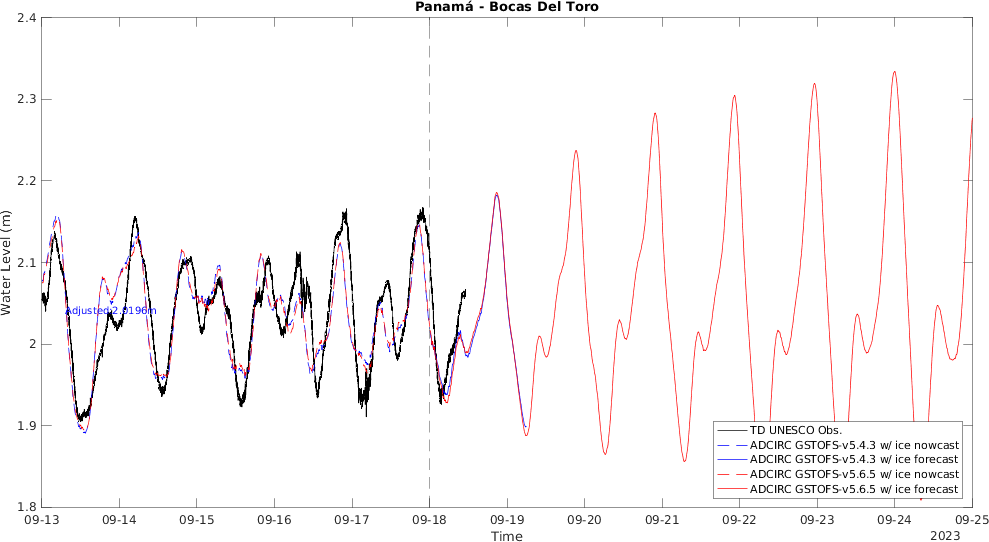 Panamá - Bocas Del Toro
2.4
2.3
2.2
2.1
2
1.9
1.8
Water Level (m)
Adjusted:2.0196m
TD UNESCO Obs.
ADCIRC GSTOFS-v5.4.3 w/ ice nowcast
ADCIRC GSTOFS-v5.4.3 w/ ice forecast
ADCIRC GSTOFS-v5.6.5 w/ ice nowcast
ADCIRC GSTOFS-v5.6.5 w/ ice forecast
09-13 09-14 09-15 09-16 09-17 09-18 09-19 09-20 09-21 09-22 09-23 09-24 09-25
Time
2023